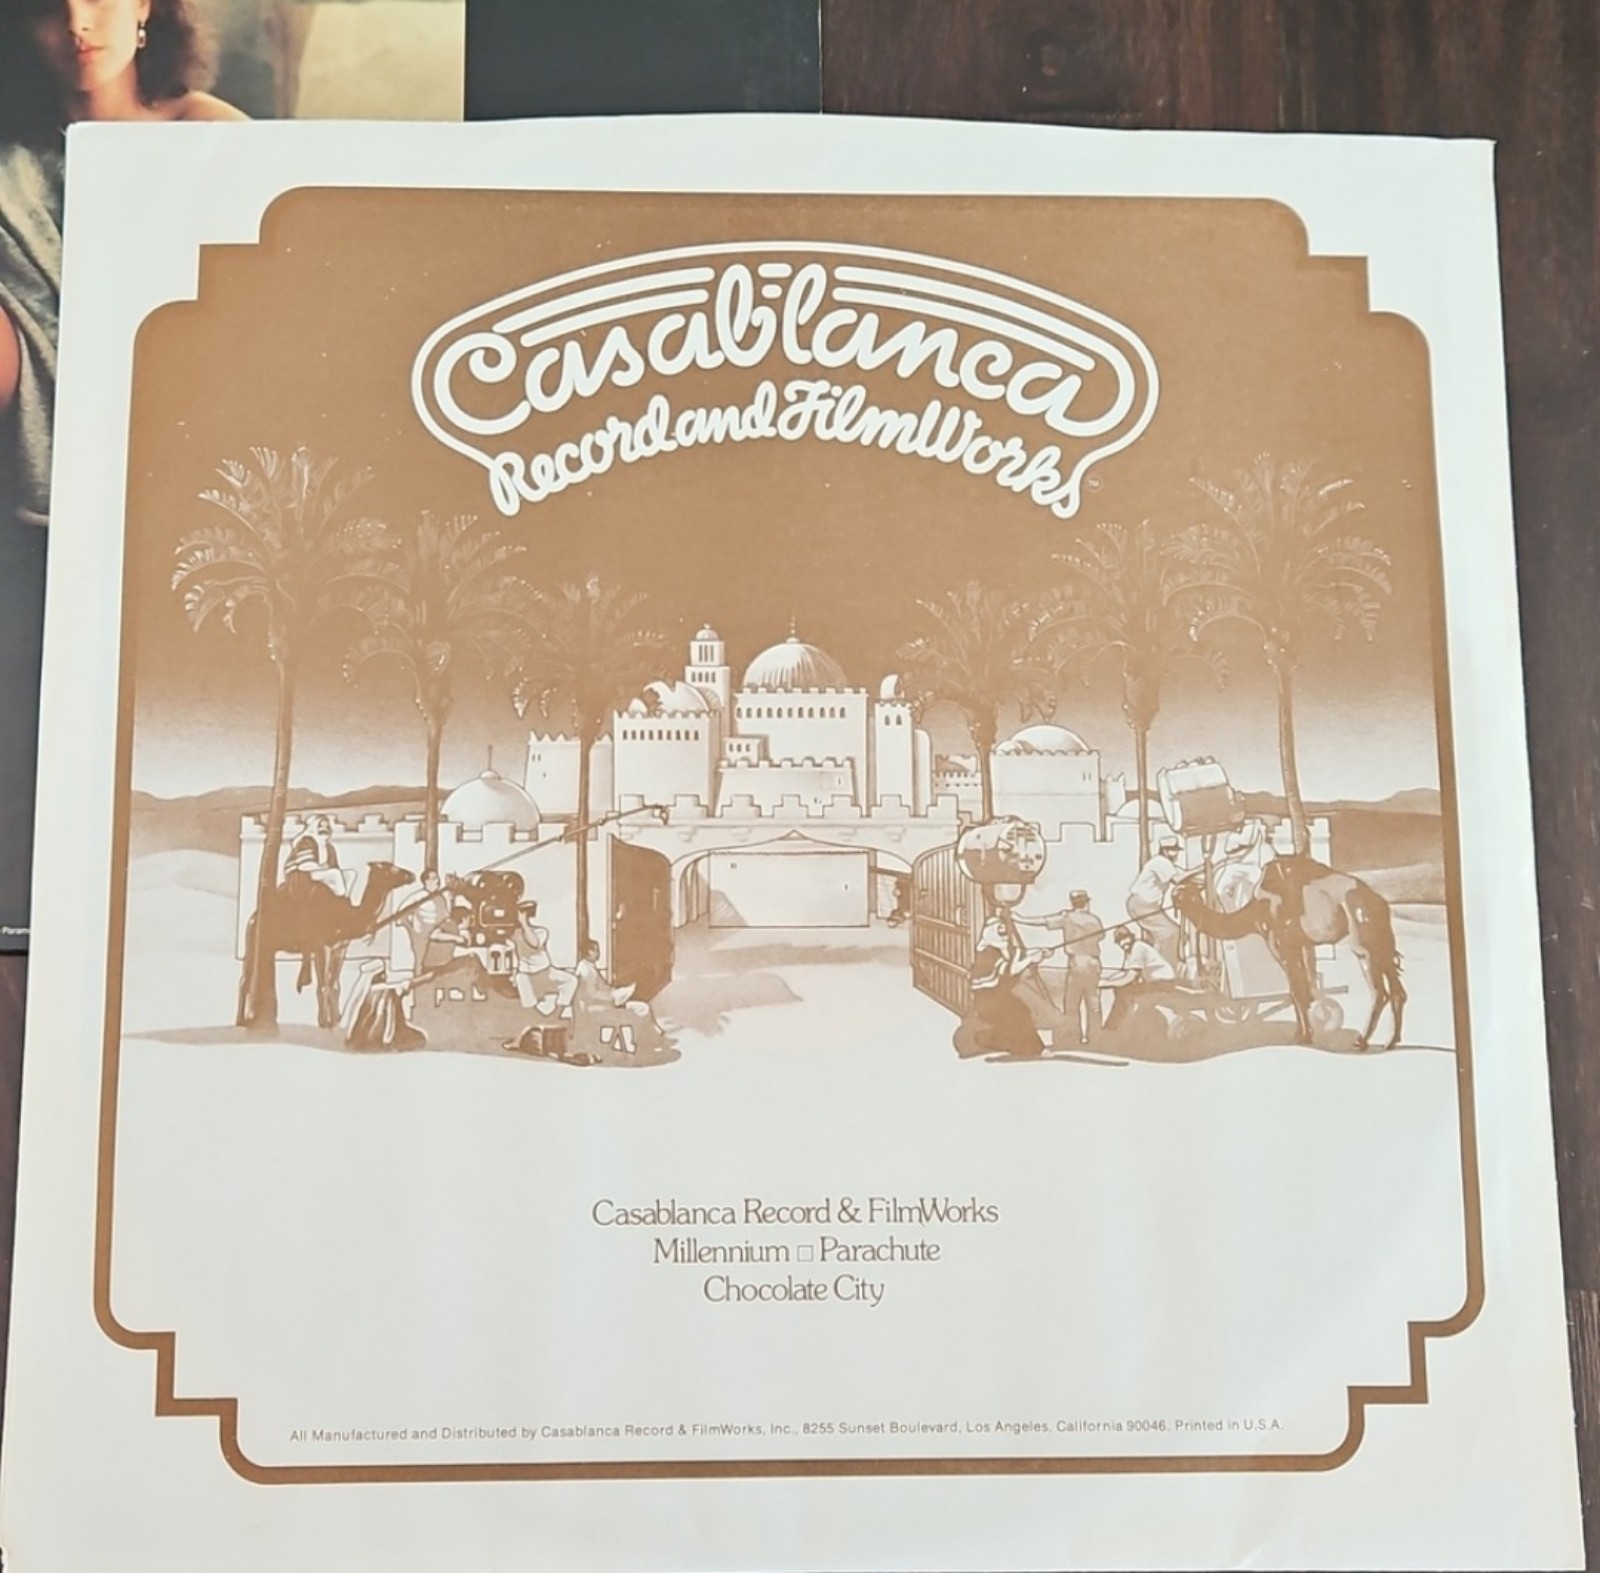 Casablanca
Record and FilmWorks
TM
Casablanca Record & FilmWorks
Millennium □ Parachute
Chocolate City
All Manufactured and Distributed by Casablanca Record & FilmWorks, Inc., 8255 Sunset Boulevard, Los Angeles, California 90046. Printed in U.S.A.